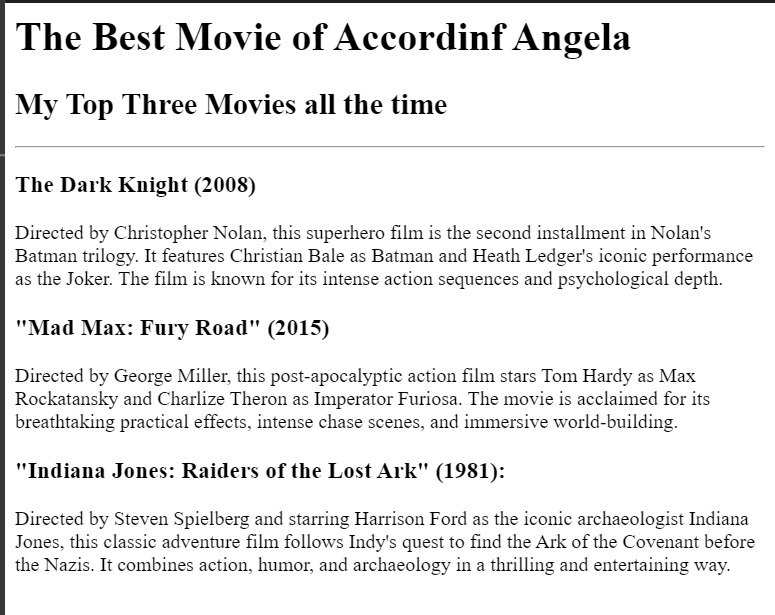 The Best Movie of Accordinf Angela
My Top Three Movies all the time
The Dark Knight (2008)
Directed by Christopher Nolan, this superhero film is the second installment in Nolan's
Batman trilogy. It features Christian Bale as Batman and Heath Ledger's iconic performance
as the Joker. The film is known for its intense action sequences and psychological depth.
"Mad Max: Fury Road" (2015)
Directed by George Miller, this post-apocalyptic action film stars Tom Hardy as Max
Rockatansky and Charlize Theron as Imperator Furiosa. The movie is acclaimed for its
breathtaking practical effects, intense chase scenes, and immersive world-building.
"Indiana Jones: Raiders of the Lost Ark" (1981):
Directed by Steven Spielberg and starring Harrison Ford as the iconic archaeologist Indiana
Jones, this classic adventure film follows Indy's quest to find the Ark of the Covenant before
the Nazis. It combines action, humor, and archaeology in a thrilling and entertaining way.